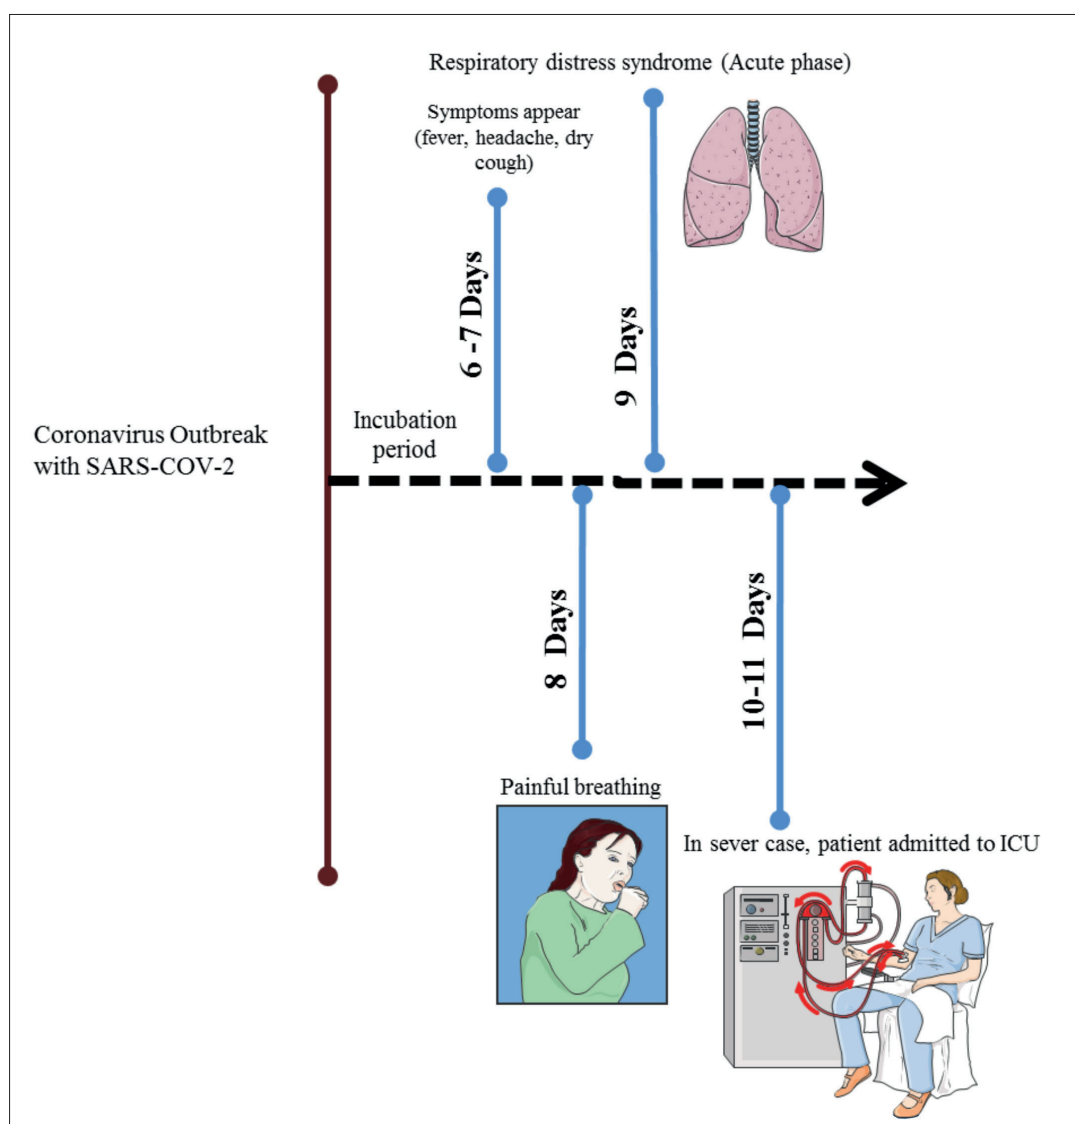 Respiratory distress syndrome (Acute phase)
Symptoms appear
(fever, headache, dry
cough)
6 -7 Days
9 Days
Incubation
period
Coronavirus Outbreak
with SARS-COV-2
8 Days
10-11 Days
Painful breathing
In sever case, patient admitted to ICU